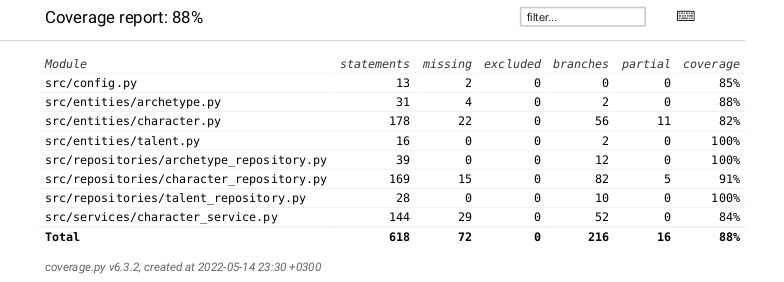 Coverage report: 88%
filter...
Module statements missing excluded branches partial coverage
src/config.py 13 2 0 0 0 85%
src/entities/archetype.py 31 4 0 2 0 88%
src/entities/character.py 178 22 0 56 11 82%
src/entities/talent.py 16 0 0 2 0 100%
src/repositories/archetype_repository.py 39 0 0 12 0 100%
src/repositories/character_repository.py 169 15 0 82 5 91%
src/repositories/talent_repository.py 28 0 0 10 0 100%
src/services/character_service.py 144 29 0 52 0 84%
Total 618 72 0 216 16 88%
coverage.py v6.3.2, created at 2022-05-14 23:30 +0300